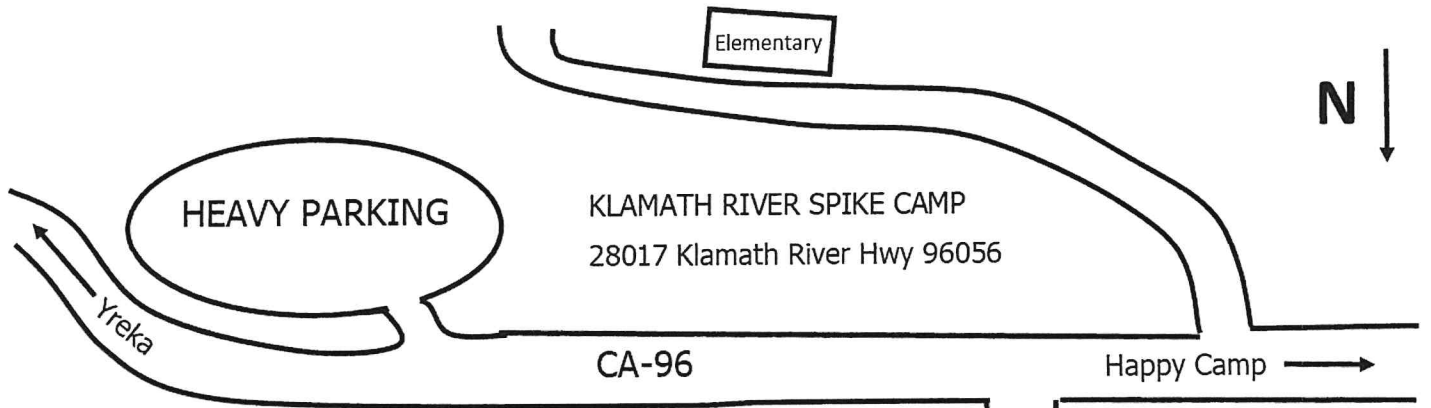 Elementary
N
HEAVY PARKING
KLAMATH RIVER SPIKE CAMP
28017 Klamath River Hwy 96056
Yreka
CA-96
Happy Camp